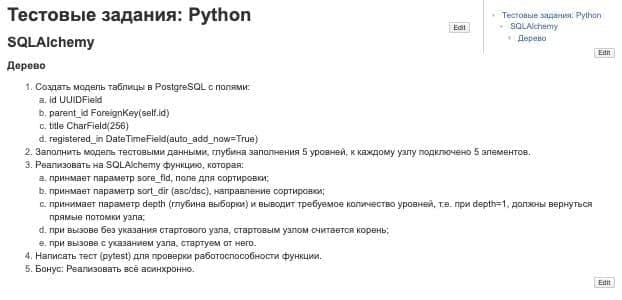 Тестовые задания: Python
Edit
Тестовые задания: Python
SQLAlchemy
Дерево
Edit
SQLAlchemy
Дерево
1. Создать модель таблицы в PostgreSQL с полями:
a. id UUIDField
b. parent_id ForeignKey(self.id)
c. title CharField(256)
d. registered_in DateTimeField(auto_add_now=True)
2. Заполнить модель тестовыми данными, глубина заполнения 5 уровней, к каждому узлу подключено 5 элементов.
3. Реализовать на SQLAlchemy функцию, которая:
a. принмает параметр sore_fld, поле для сортировки;
b. принмает параметр sort_dir (asc/dsc), направление сортировки;
c. принимает параметр depth (глубина выборки) и выводит требуемое количество уровней, т.е. при depth=1, должны вернуться
прямые потомки узла;
d. при вызове без указания стартового узла, стартовым узлом считается корень;
e. при вызове с указанием узла, стартуем от него.
4. Написать тест (pytest) для проверки работоспособности функции.
5. Бонус: Реализовать всё асинхронно.
Edit